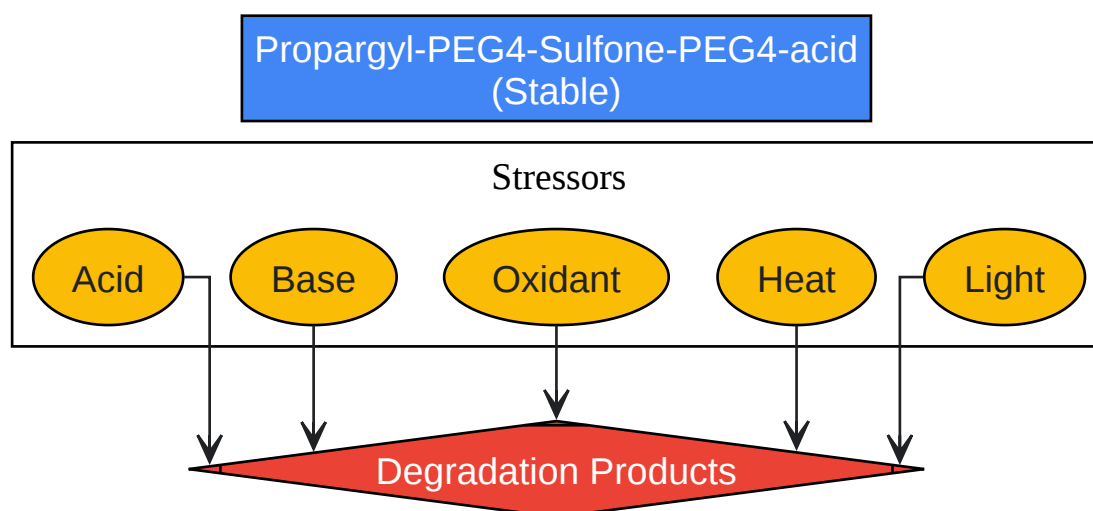 Propargyl-PEG4-Sulfone-PEG4-acid
(Stable)
Stressors
Acid
Base
Oxidant
Heat
Light
Degradation Products